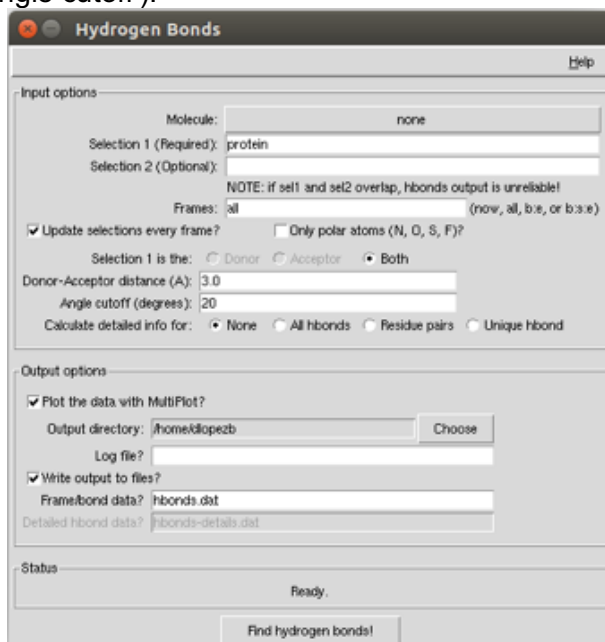 Hydrogen Bonds
Help
Input options
Molecule: none
Selection 1 (Required): protein
Selection 2 (Optional):
NOTE: if sel1 and sel2 overlap, hbonds output is unreliable!
Frames: all (now, all, b:e, or b:s:e)
Update selections every frame? Only polar atoms (N, O, S, F)?
Selection 1 is the: Donor Acceptor Both
Donor-Acceptor distance (A): 3.0
Angle cutoff (degrees): 20
Calculate detailed info for: None All hbonds Residue pairs Unique hbond
Output options
Plot the data with MultiPlot?
Output directory: /home/dlopezb Choose
Log file?
Write output to files?
Frame/bond data? hbonds.dat
Detailed hbond data? hbonds-details.dat
Status
Ready.
Find hydrogen bonds!